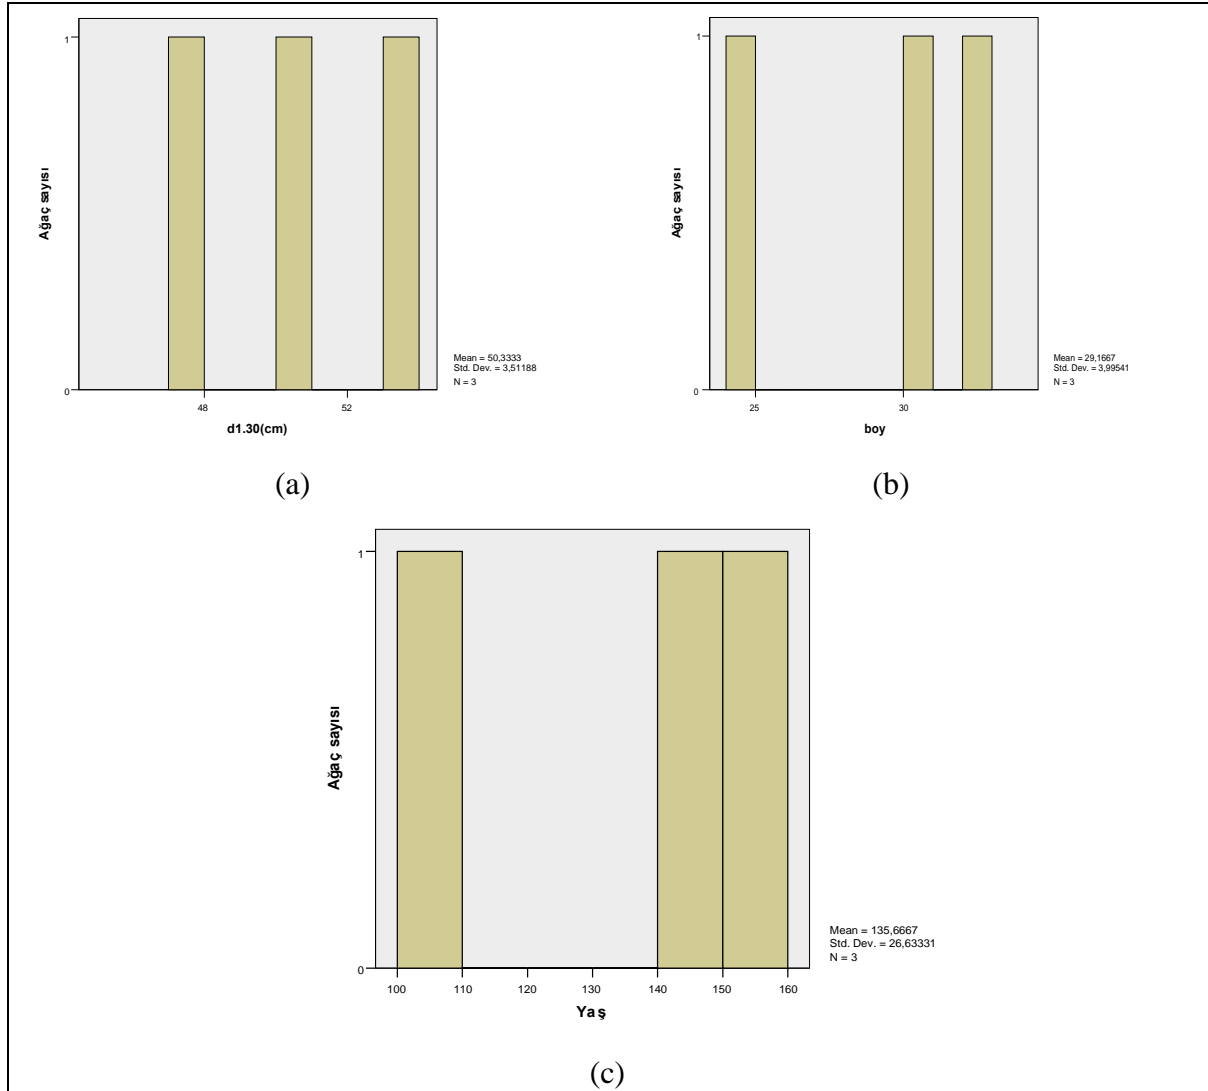 1
0
Ağaç sayısı
48
52
d1.30(cm)
Mean = 50,3333
Std. Dev. = 3,51188
N = 3
(a)
1
0
Ağaç sayısı
25
30
boy
Mean = 29,1667
Std. Dev. = 3,99541
N = 3
(b)
1
0
Ağaç sayısı
100 110 120 130 140 150 160
Yaş
Mean = 135,6667
Std. Dev. = 26,63331
N = 3
(c)